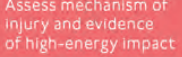 Assess mechanism of
injury and evidence
of high-energy impact